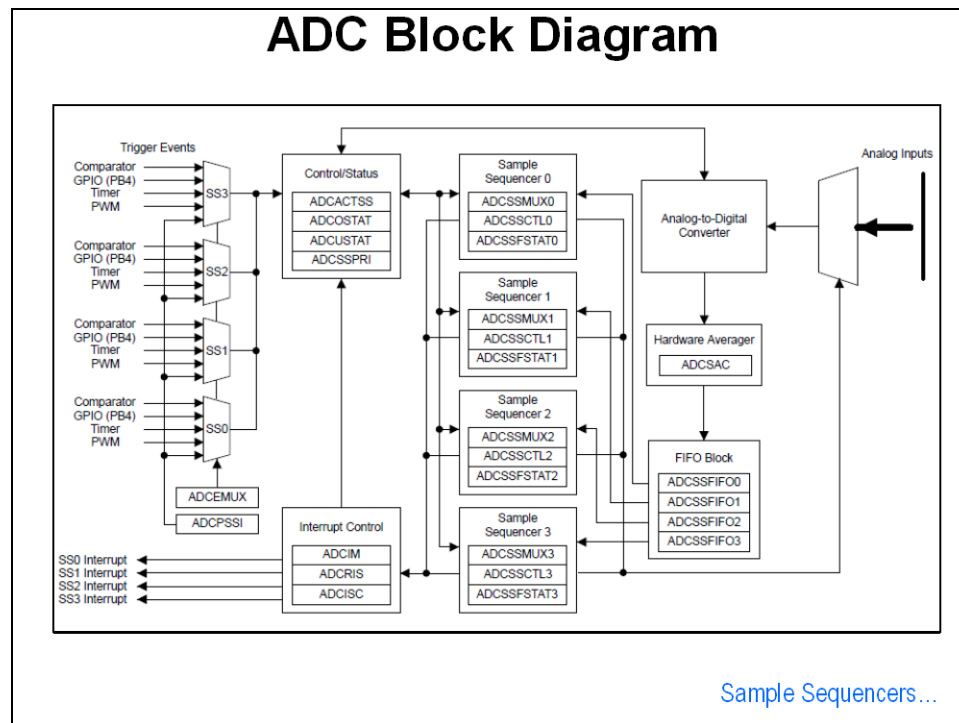 ADC Block Diagram
Trigger Events
Comparator
GPIO (PB4)
Timer
PWM
SS3
Comparator
GPIO (PB4)
Timer
PWM
SS2
Comparator
GPIO (PB4)
Timer
PWM
SS1
Comparator
GPIO (PB4)
Timer
PWM
SS0
ADCEMUX
ADCPSSI
Control/Status
ADCACTSS
ADCOSTAT
ADCUSTAT
ADCSSPRI
Interrupt Control
ADCIM
ADCRIS
ADCISC
SS0 Interrupt
SS1 Interrupt
SS2 Interrupt
SS3 Interrupt
Sample
Sequencer 0
ADCSSMUX0
ADCSSCTL0
ADCSSFSTAT0
Sample
Sequencer 1
ADCSSMUX1
ADCSSCTL1
ADCSSFSTAT1
Sample
Sequencer 2
ADCSSMUX2
ADCSSCTL2
ADCSSFSTAT2
Sample
Sequencer 3
ADCSSMUX3
ADCSSCTL3
ADCSSFSTAT3
Analog-to-Digital
Converter
Hardware Averager
ADCSAC
FIFO Block
ADCSSFIFO0
ADCSSFIFO1
ADCSSFIFO2
ADCSSFIFO3
Analog Inputs
Sample Sequencers...